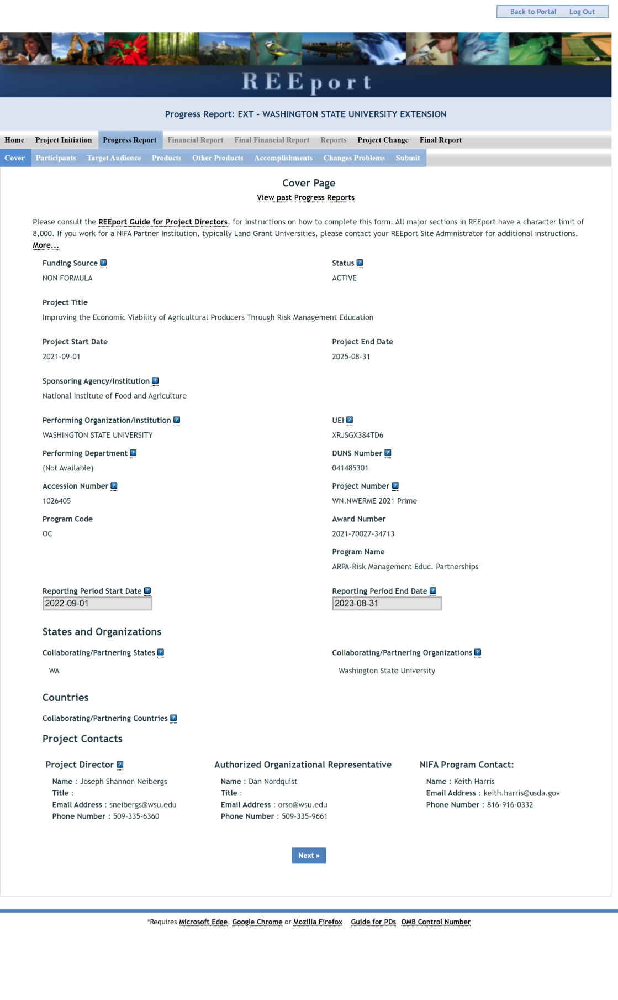 Back to Portal Log Out
REEport
Progress Report: EXT - WASHINGTON STATE UNIVERSITY EXTENSION
Home Project Initiation Progress Report Financial Report Final Financial Report Reports Project Change Final Report
Cover Participants Target Audience Products Other Products Accomplishments Changes Problems Submit
Cover Page
View past Progress Reports
Please consult the REEport Guide for Project Directors, for instructions on how to complete this form. All major sections in REEport have a character limit of
8,000. If you work for a NIFA Partner Institution, typically Land Grant Universities, please contact your REEport Site Administrator for additional instructions.
More...
Funding Source ? Status ?
NON FORMULA ACTIVE
Project Title
Improving the Economic Viability of Agricultural Producers Through Risk Management Education
Project Start Date Project End Date
2021-09-01 2025-08-31
Sponsoring Agency/Institution ?
National Institute of Food and Agriculture
Performing Organization/Institution ? UEI ?
WASHINGTON STATE UNIVERSITY XRJSGX384TD6
Performing Department ? DUNS Number ?
(Not Available) 041485301
Accession Number ? Project Number ?
1026405 WN.NWERME 2021 Prime
Program Code Award Number
OC 2021-70027-34713
Program Name
ARPA-Risk Management Educ. Partnerships
Reporting Period Start Date ? Reporting Period End Date ?
2022-09-01 2023-08-31
States and Organizations
Collaborating/Partnering States ? Collaborating/Partnering Organizations ?
WA Washington State University
Countries
Collaborating/Partnering Countries ?
Project Contacts
Project Director ? Authorized Organizational Representative NIFA Program Contact:
Name : Joseph Shannon Neibergs Name : Dan Nordquist Name : Keith Harris
Title : Title : Email Address : keith.harris@usda.gov
Email Address : sneibergs@wsu.edu Email Address : orso@wsu.edu Phone Number : 816-916-0332
Phone Number : 509-335-6360 Phone Number : 509-335-9661
Next »
*Requires Microsoft Edge, Google Chrome or Mozilla Firefox Guide for PDs OMB Control Number